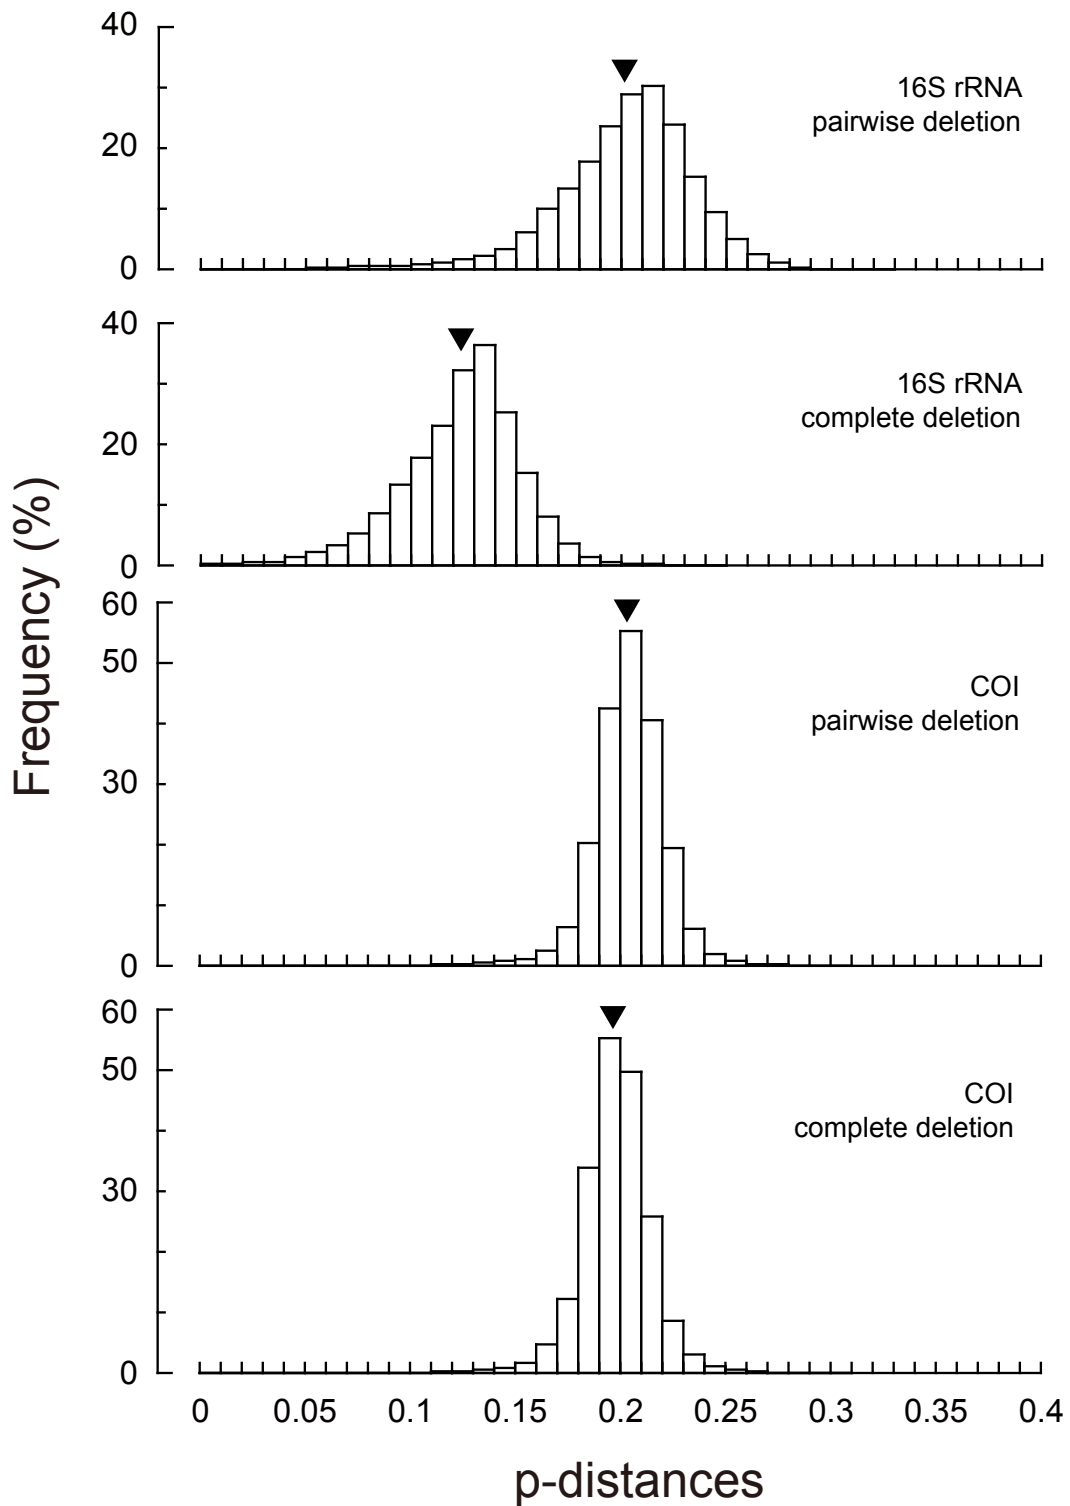 Frequency (%)
40
20
0
16S rRNA
pairwise deletion
40
20
0
16S rRNA
complete deletion
60
50
30
0
COI
pairwise deletion
60
50
30
0
COI
complete deletion
0 0.05 0.1 0.15 0.2 0.25 0.3 0.35 0.4
p-distances